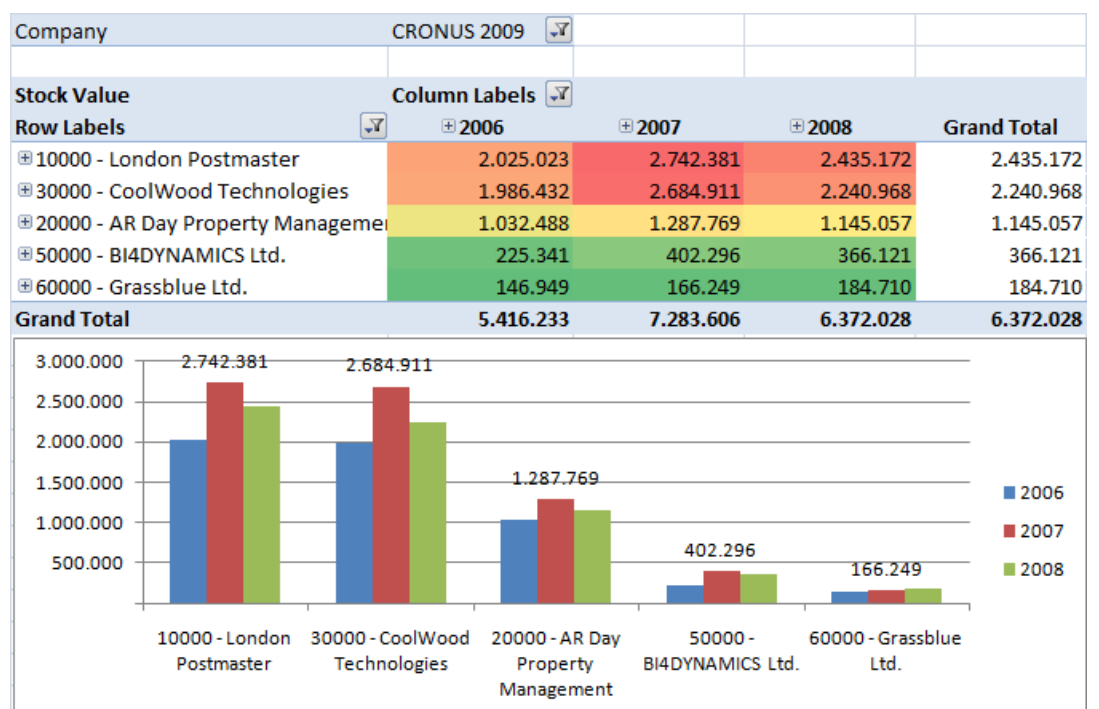 Company CRONUS 2009
Stock Value Column Labels
Row Labels 2006 2007 2008 Grand Total
10000 - London Postmaster 2.025.023 2.742.381 2.435.172 2.435.172
30000 - CoolWood Technologies 1.986.432 2.684.911 2.240.968 2.240.968
20000 - AR Day Property Manageme 1.032.488 1.287.769 1.145.057 1.145.057
50000 - BI4DYNAMICS Ltd. 225.341 402.296 366.121 366.121
60000 - Grassblue Ltd. 146.949 166.249 184.710 184.710
Grand Total 5.416.233 7.283.606 6.372.028 6.372.028
3.000.000
2.500.000
2.000.000
1.500.000
1.000.000
500.000
2.742.381
2.684.911
1.287.769
402.296
166.249
10000 - London
Postmaster
30000 - CoolWood
Technologies
20000 - AR Day
Property
Management
50000 -
BI4DYNAMICS Ltd.
60000 - Grassblue
Ltd.
2006
2007
2008